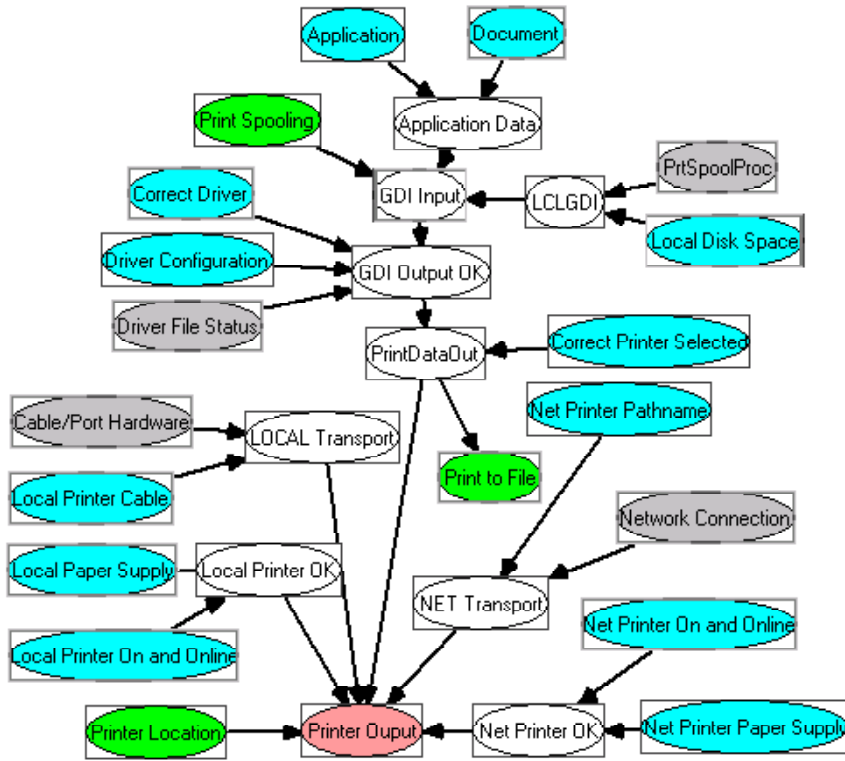 Application
Document
Print Spooling
Application Data
PrtSpoolProc
Correct Driver
GDI Input
LCLGDI
Local Disk Space
Driver Configuration
GDI Output OK
Driver File Status
PrintDataOut
Correct Printer Selected
Cable/Port Hardware
Net Printer Pathname
LOCAL Transport
Print to File
Local Printer Cable
Network Connection
Local Paper Supply
Local Printer OK
NET Transport
Net Printer On and Online
Local Printer On and Online
Printer Location
Printer Ouput
Net Printer OK
Net Printer Paper Supply